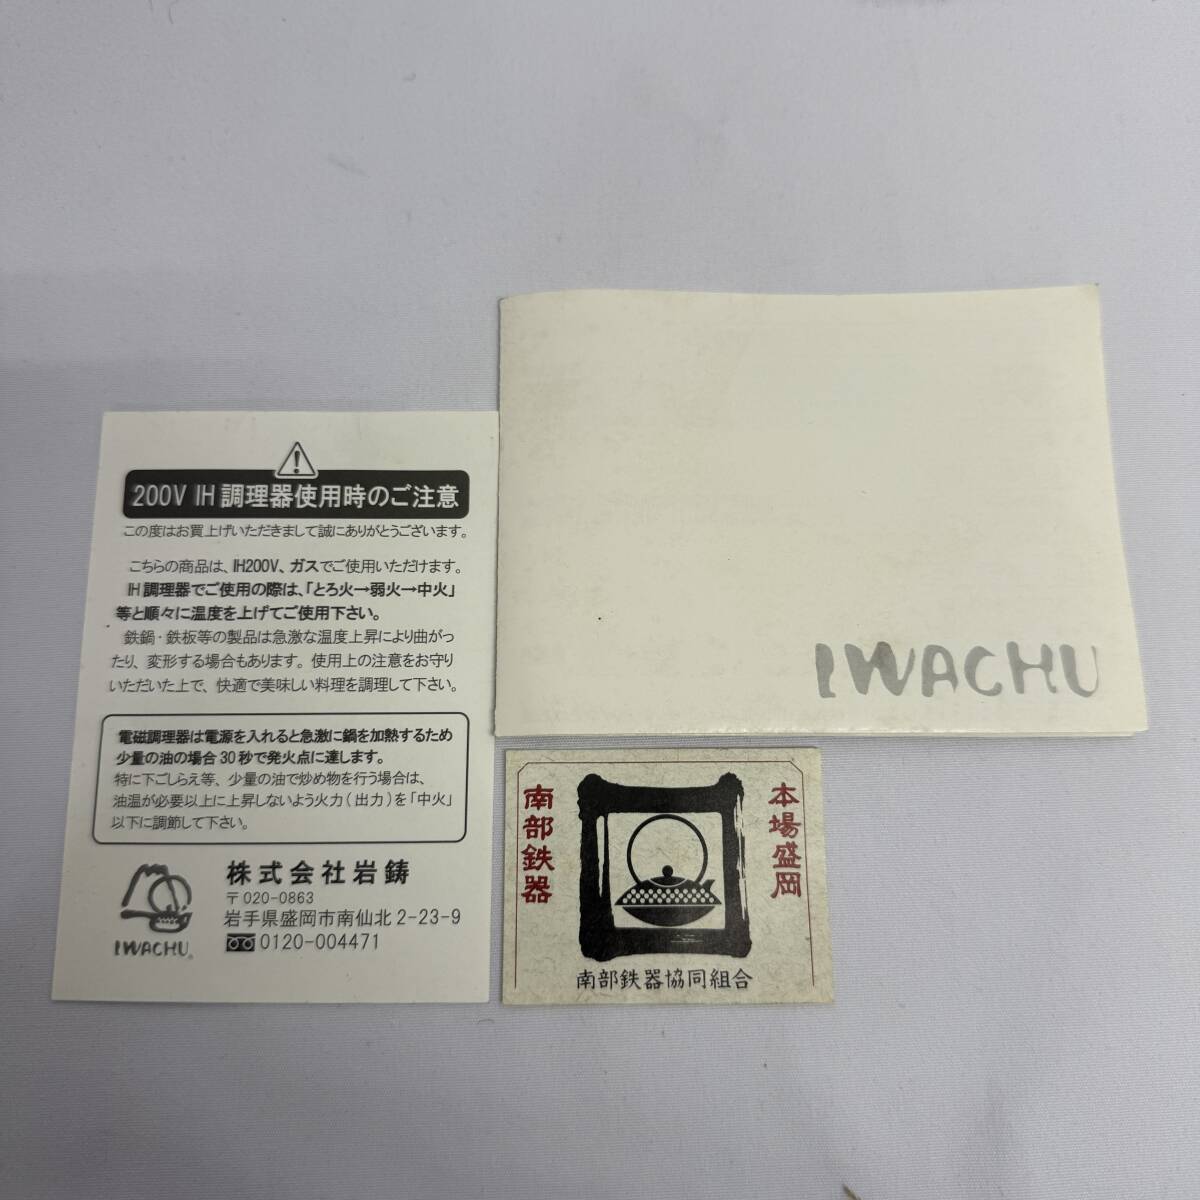 200V IH 調理器使用時のご注意
この度はお買上げいただきまして誠にありがとうございます。
こちらの商品は、IH200V、ガスでご使用いただけます。
IH 調理器でご使用の際は、「とろ火→弱火→中火」
等と順々に温度を上げてご使用下さい。
鉄鍋・鉄板等の製品は急激な温度上昇により曲がっ
たり、変形する場合もあります。使用上の注意をお守り
いただいた上で、快適で美味しい料理を調理して下さい。
電磁調理器は電源を入れると急激に鍋を加熱するため
少量の油の場合 30 秒で発火点に達します。
特に下ごしらえ等、少量の油で炒め物を行う場合は、
油温が必要以上に上昇しないよう火力(出力)を「中火」
以下に調節して下さい。
IWACHU®
株式会社岩鋳
〒020-0863
岩手県盛岡市南仙北 2-23-9
0120-004471
IWACHU
本場盛岡
南部鉄器
南部鉄器協同組合